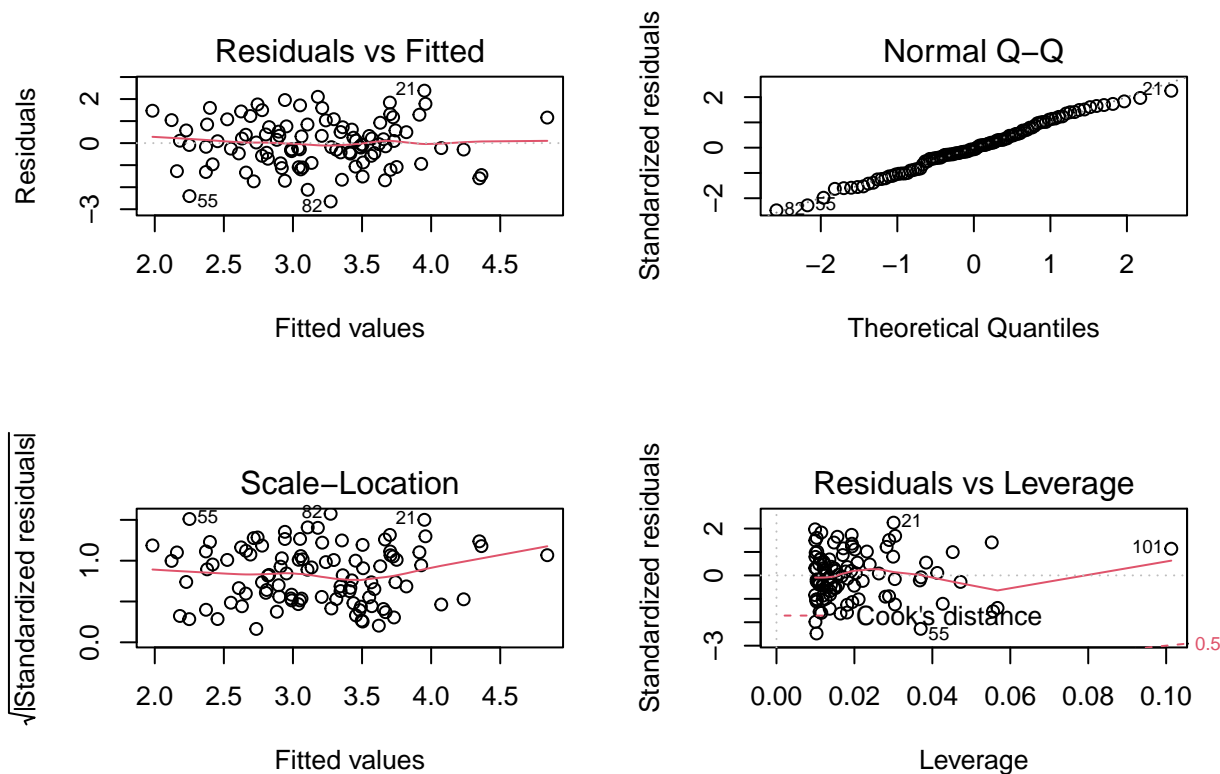 Residuals vs Fitted
Residuals
2
0
−3
21
55
82
2.0 2.5 3.0 3.5 4.0 4.5
Fitted values
Normal Q−Q
Standardized residuals
2
0
−2
21
82
55
−2 −1 0 1 2
Theoretical Quantiles
Scale−Location
√|Standardized residuals|
1.0
0.0
55
82
21
2.0 2.5 3.0 3.5 4.0 4.5
Fitted values
Residuals vs Leverage
Standardized residuals
2
0
−3
21
101
Cook's distance
55
0.5
0.00 0.02 0.04 0.06 0.08 0.10
Leverage